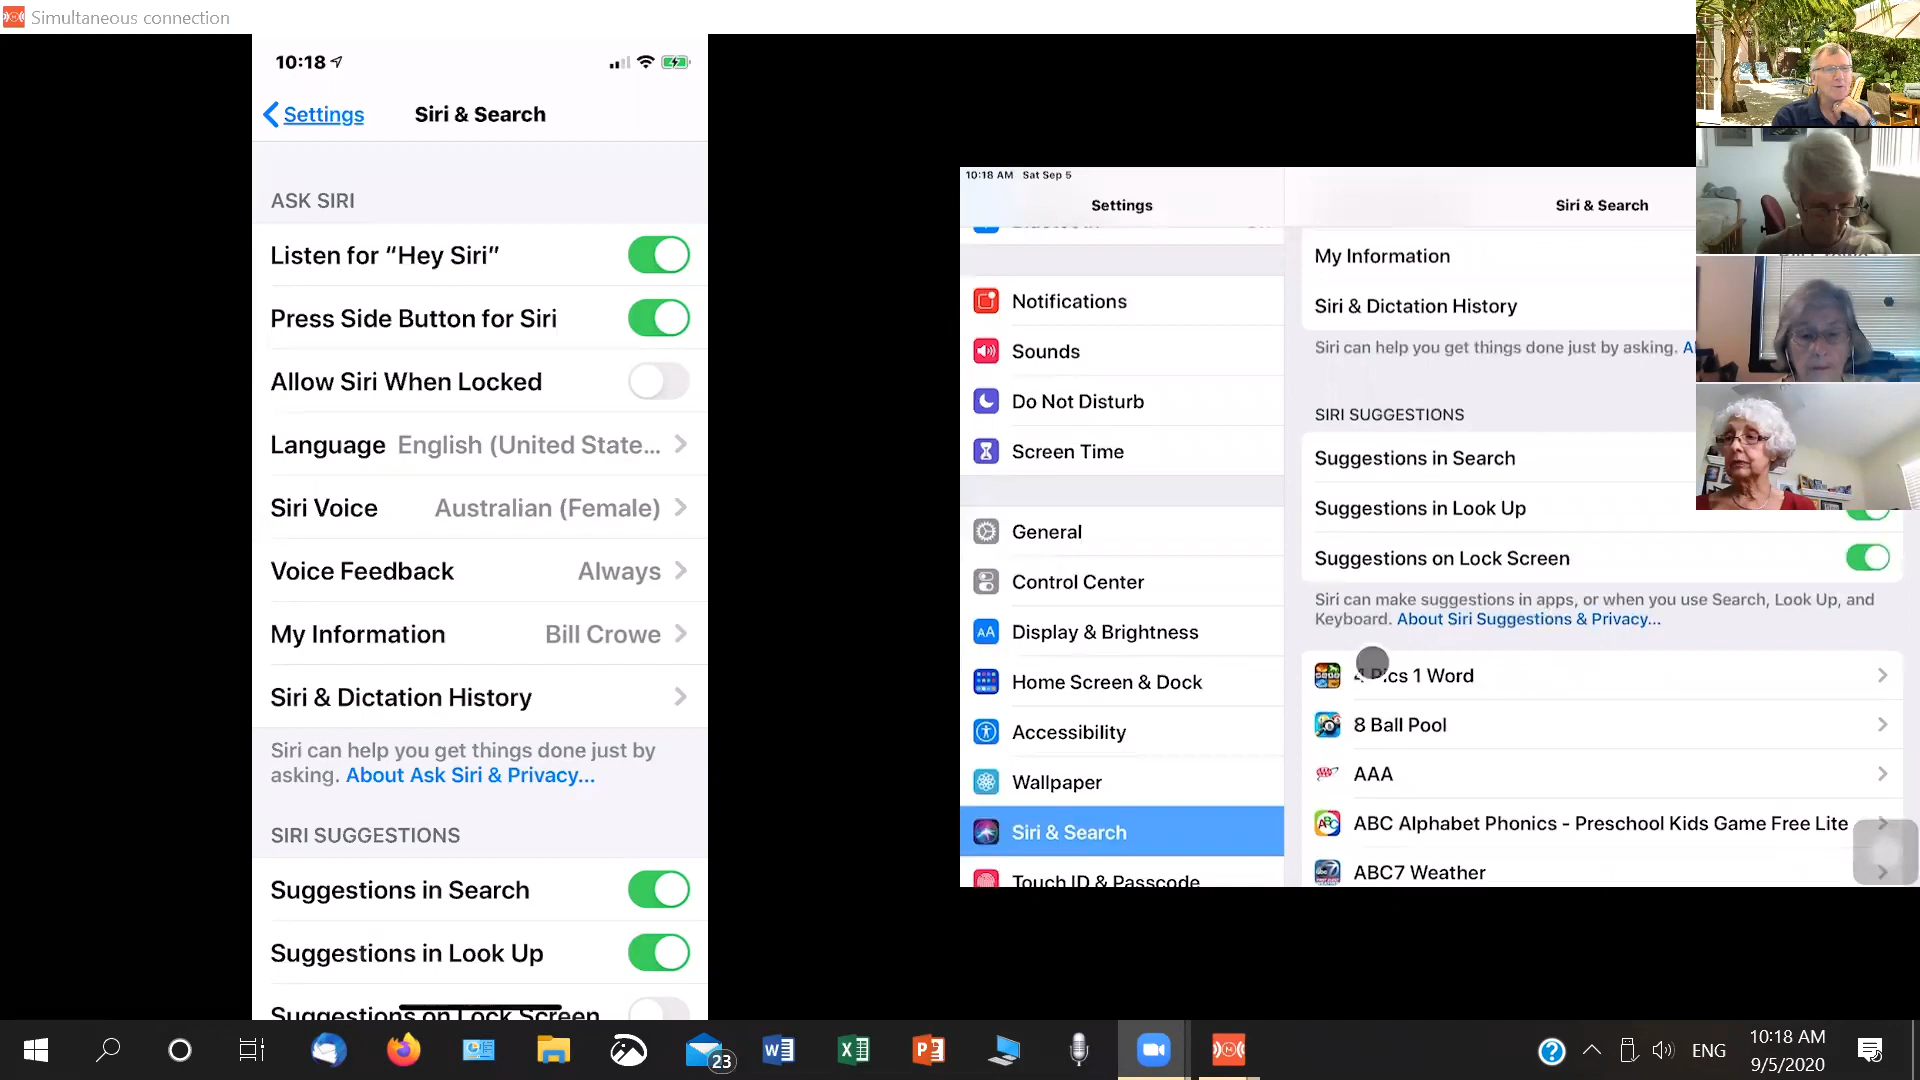 Simultaneous connection
10:18
Settings
Siri & Search
ASK SIRI
Listen for “Hey Siri”
Press Side Button for Siri
Allow Siri When Locked
Language English (United State...
Siri Voice Australian (Female)
Voice Feedback Always
My Information Bill Crowe
Siri & Dictation History
Siri can help you get things done just by
asking. About Ask Siri & Privacy...
SIRI SUGGESTIONS
Suggestions in Search
Suggestions in Look Up
Suggestions on Lock Screen
10:18 AM Sat Sep 5
Settings
Notifications
Sounds
Do Not Disturb
Screen Time
General
Control Center
AA Display & Brightness
Home Screen & Dock
Accessibility
Wallpaper
Siri & Search
Touch ID & Passcode
Siri & Search
My Information
Siri & Dictation History
Siri can help you get things done just by asking.
SIRI SUGGESTIONS
Suggestions in Search
Suggestions in Look Up
Suggestions on Lock Screen
Siri can make suggestions in apps, or when you use Search, Look Up, and
Keyboard. About Siri Suggestions & Privacy...
4 Pics 1 Word
8 Ball Pool
AAA
ABC Alphabet Phonics - Preschool Kids Game Free Lite
ABC7 Weather
23
ENG
10:18 AM
9/5/2020